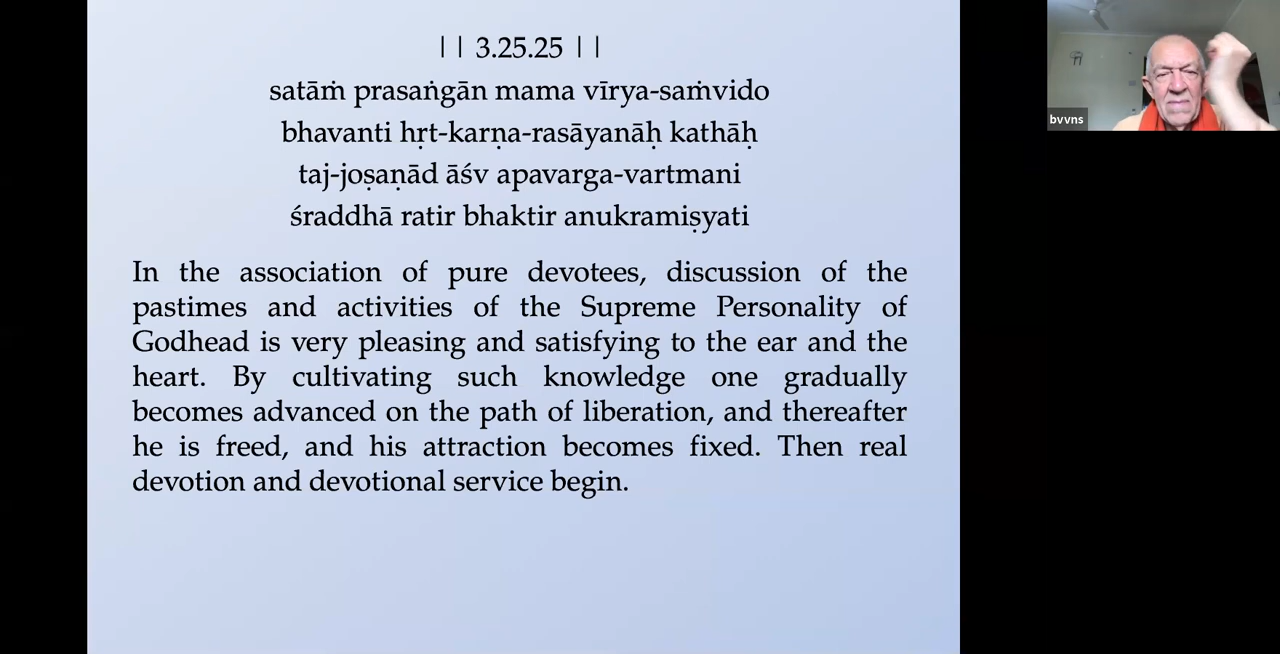 || 3.25.25 ||
satāṁ prasaṅgān mama vīrya-saṁvido
bhavanti hṛt-karṇa-rasāyanāḥ kathāḥ
taj-joṣaṇād āśv apavarga-vartmani
śraddhā ratir bhaktir anukramiṣyati
In the association of pure devotees, discussion of the
pastimes and activities of the Supreme Personality of
Godhead is very pleasing and satisfying to the ear and the
heart. By cultivating such knowledge one gradually
becomes advanced on the path of liberation, and thereafter
he is freed, and his attraction becomes fixed. Then real
devotion and devotional service begin.
bvvns